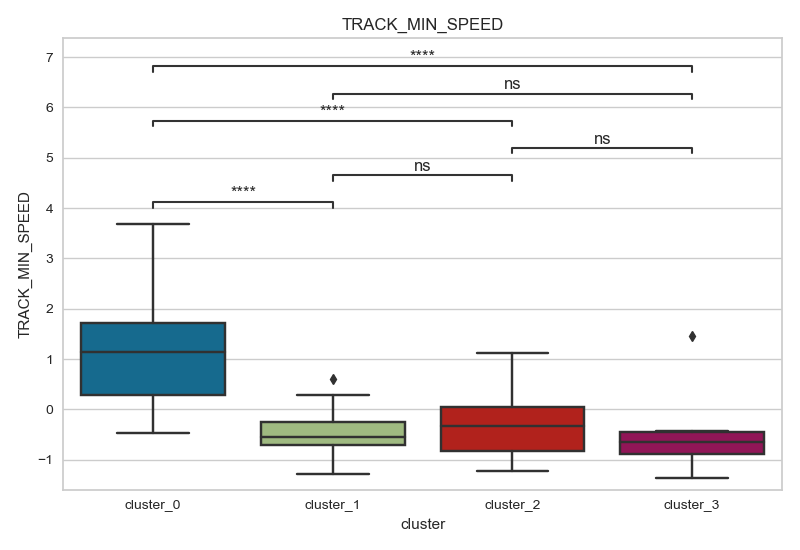 TRACK_MIN_SPEED
7
6
5
4
3
2
1
0
−1
TRACK_MIN_SPEED
****
ns
****
ns
ns
****
cluster_0 cluster_1 cluster_2 cluster_3
cluster